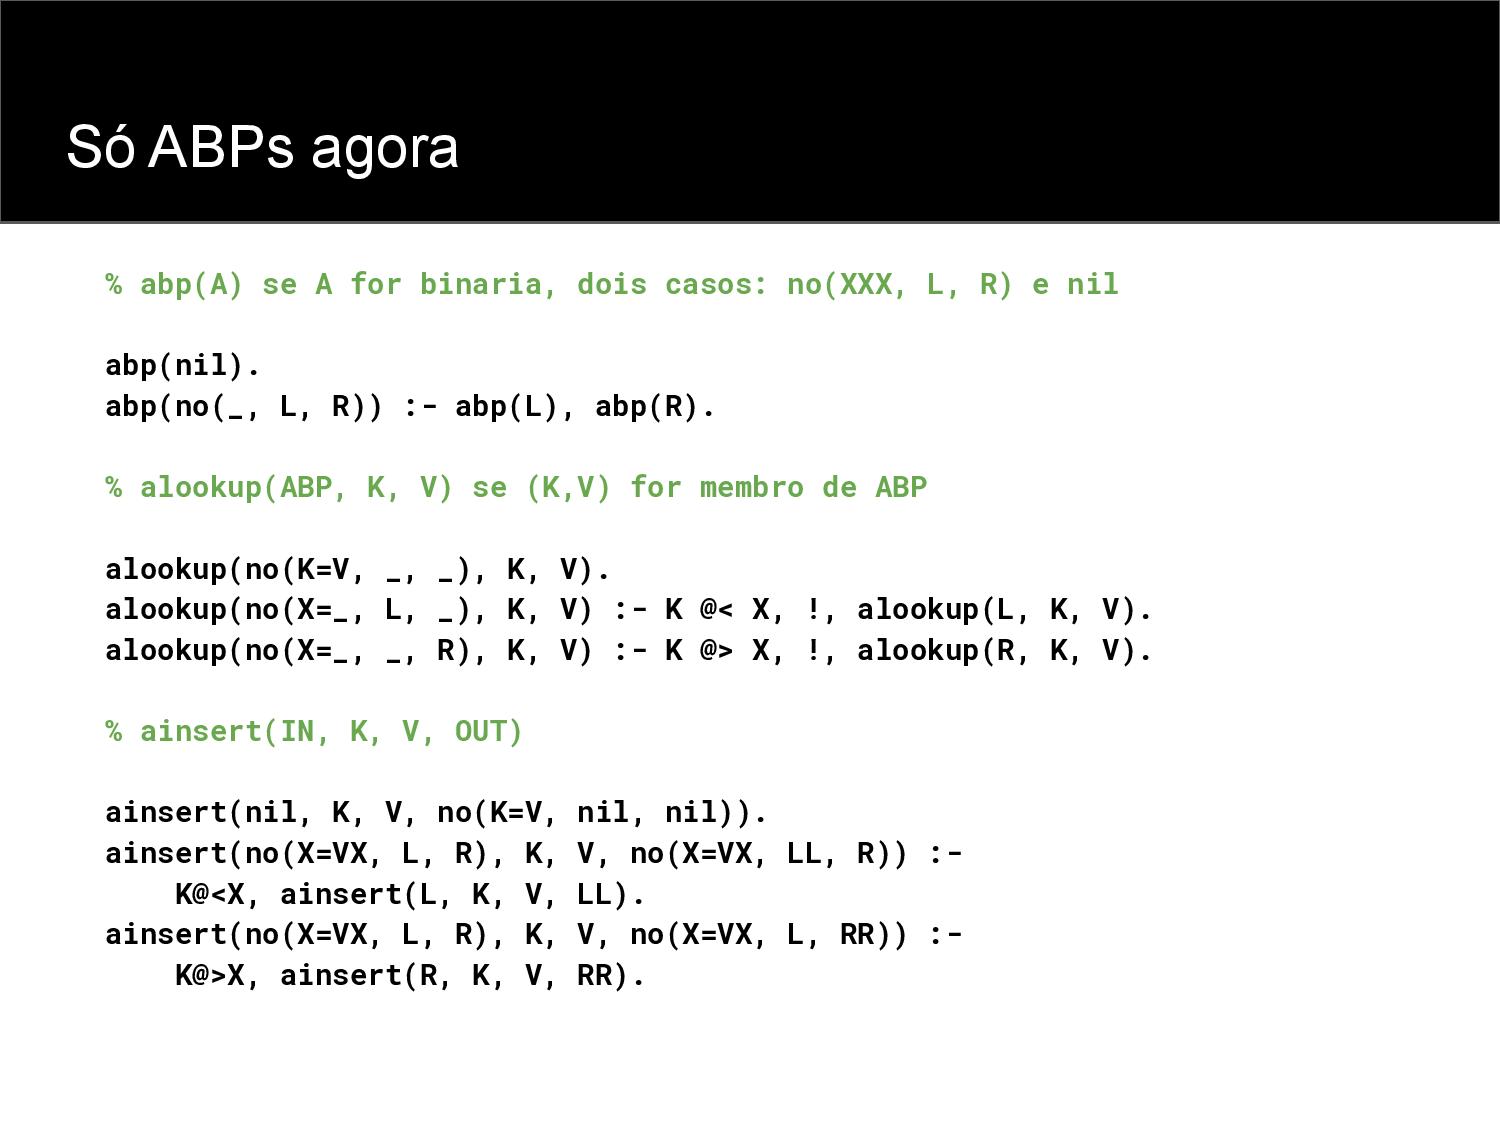 Só ABPs agora
% abp(A) se A for binaria, dois casos: no(XXX, L, R) e nil
abp(nil).
abp(no(_, L, R)) :- abp(L), abp(R).
% alookup(ABP, K, V) se (K,V) for membro de ABP
alookup(no(K=V, _, _), K, V).
alookup(no(X=_, L, _), K, V) :- K @< X, !, alookup(L, K, V).
alookup(no(X=_, _, R), K, V) :- K @> X, !, alookup(R, K, V).
% ainsert(IN, K, V, OUT)
ainsert(nil, K, V, no(K=V, nil, nil)).
ainsert(no(X=VX, L, R), K, V, no(X=VX, LL, R)) :-
    K@<X, ainsert(L, K, V, LL).
ainsert(no(X=VX, L, R), K, V, no(X=VX, L, RR)) :-
    K@>X, ainsert(R, K, V, RR).